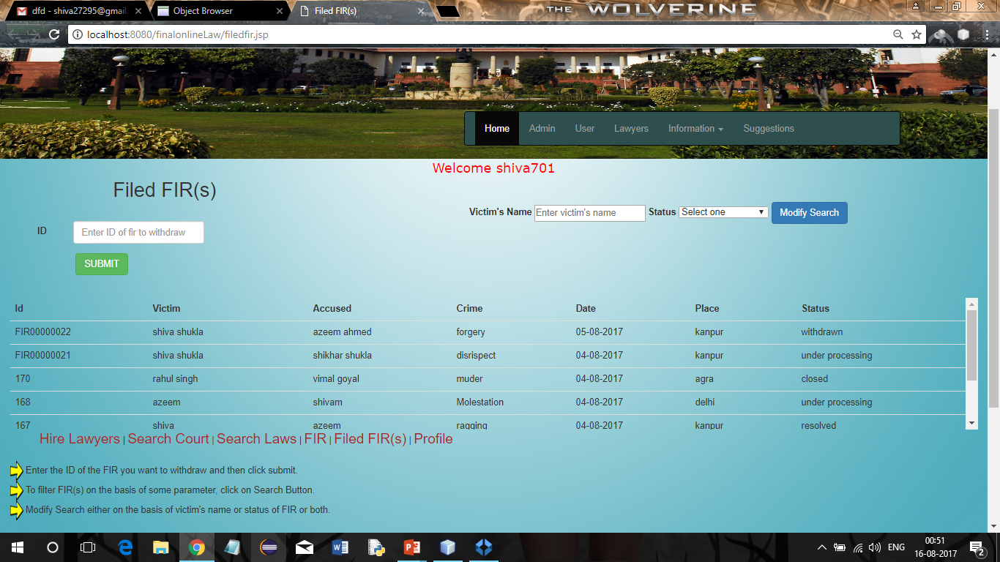 THE WOLVERINE
dfd - shiva27295@gmail. Object Browser Filed FIR(s)
localhost:8080/finalonlineLaw/filedfir.jsp
Home Admin User Lawyers Information Suggestions
Welcome shiva701
Filed FIR(s)
Victim's Name Enter victim's name Status Select one Modify Search
ID Enter ID of fir to withdraw
SUBMIT
Id Victim Accused Crime Date Place Status
FIR00000022 shiva shukla azeem ahmed forgery 05-08-2017 kanpur withdrawn
FIR00000021 shiva shukla shikhar shukla disrispect 04-08-2017 kanpur under processing
170 rahul singh vimal goyal muder 04-08-2017 agra closed
168 azeem shivam Molestation 04-08-2017 delhi under processing
167 shiva azeem ragging 04-08-2017 kanpur resolved
Hire Lawyers | Search Court | Search Laws | FIR | Filed FIR(s) | Profile
Enter the ID of the FIR you want to withdraw and then click submit.
To filter FIR(s) on the basis of some parameter, click on Search Button.
Modify Search either on the basis of victim's name or status of FIR or both.
ENG 00:51
16-08-2017 2